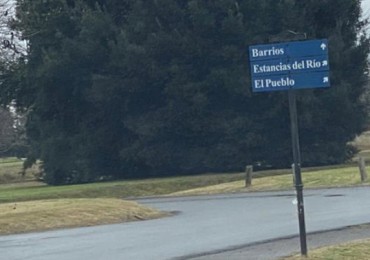 Barrios
Estancias del Río
El Pueblo